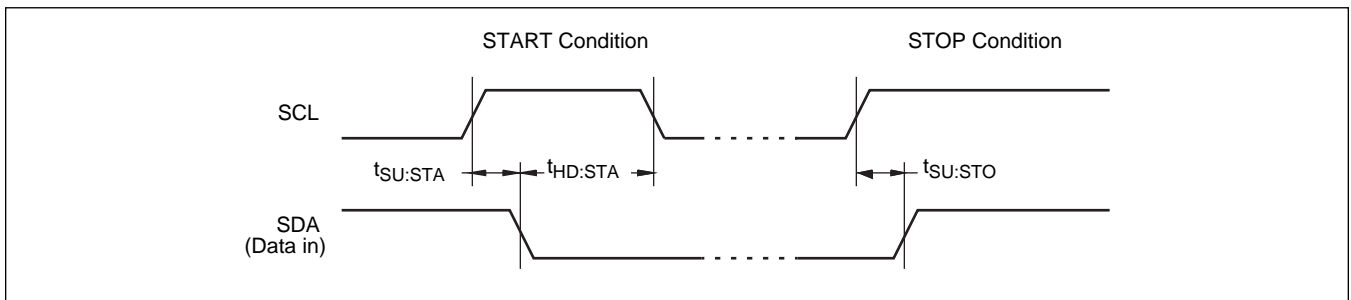 START Condition
STOP Condition
SCL
tSU:STA
tHD:STA
tSU:STO
SDA
(Data in)